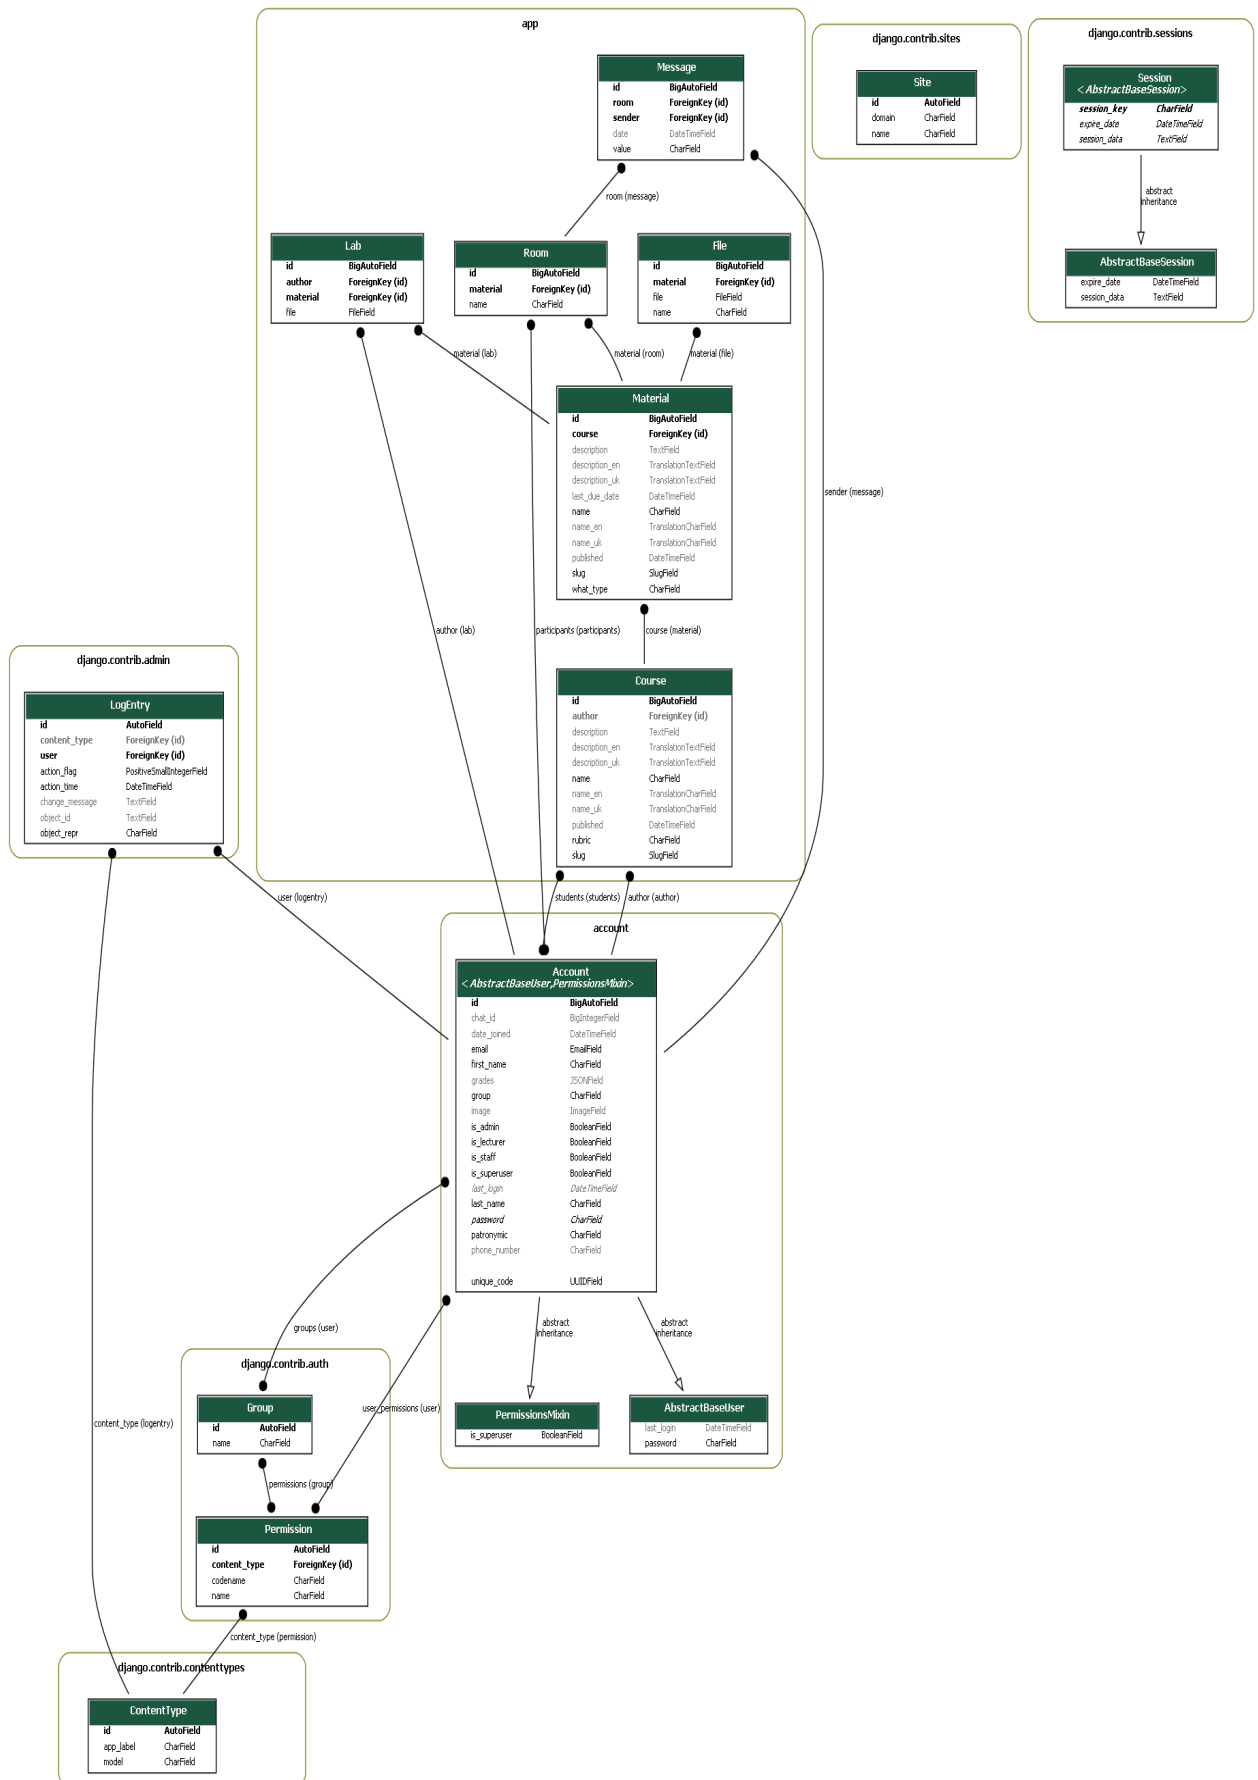 app
Message
id BigAutoField
room ForeignKey (id)
sender ForeignKey (id)
date DateTimeField
value CharField
room (message)
django.contrib.sites
Site
id AutoField
domain CharField
name CharField
django.contrib.sessions
Session
<AbstractBaseSession>
session_key CharField
expire_date DateTimeField
session_data TextField
abstract
inheritance
AbstractBaseSession
expire_date DateTimeField
session_data TextField
Lab
id BigAutoField
author ForeignKey (id)
material ForeignKey (id)
file FileField
Room
id BigAutoField
material ForeignKey (id)
name CharField
File
id BigAutoField
material ForeignKey (id)
file FileField
name CharField
material (lab)
material (room)
material (file)
Material
id BigAutoField
course ForeignKey (id)
description TextField
description_en TranslationTextField
description_uk TranslationTextField
last_due_date DateTimeField
name CharField
name_en TranslationCharField
name_uk TranslationCharField
published DateTimeField
slug SlugField
what_type CharField
sender (message)
author (lab)
participants (participants)
course (material)
Course
id BigAutoField
author ForeignKey (id)
description TextField
description_en TranslationTextField
description_uk TranslationTextField
name CharField
name_en TranslationCharField
name_uk TranslationCharField
published DateTimeField
rubric CharField
slug SlugField
django.contrib.admin
LogEntry
id AutoField
content_type ForeignKey (id)
user ForeignKey (id)
action_flag PositiveSmallIntegerField
action_time DateTimeField
change_message TextField
object_id TextField
object_repr CharField
user (logentry)
students (students)
author (author)
account
Account
<AbstractBaseUser,PermissionsMixin>
id BigAutoField
chat_id BigIntegerField
date_joined DateTimeField
email EmailField
first_name CharField
grades JSONField
group CharField
image ImageField
is_admin BooleanField
is_lecturer BooleanField
is_staff BooleanField
is_superuser BooleanField
last_login DateTimeField
last_name CharField
password CharField
patronymic CharField
phone_number CharField
unique_code UUIDField
abstract
inheritance
abstract
inheritance
PermissionsMixin
is_superuser BooleanField
AbstractBaseUser
last_login DateTimeField
password CharField
groups (user)
user_permissions (user)
content_type (logentry)
django.contrib.auth
Group
id AutoField
name CharField
permissions (group)
Permission
id AutoField
content_type ForeignKey (id)
codename CharField
name CharField
content_type (permission)
django.contrib.contenttypes
ContentType
id AutoField
app_label CharField
model CharField